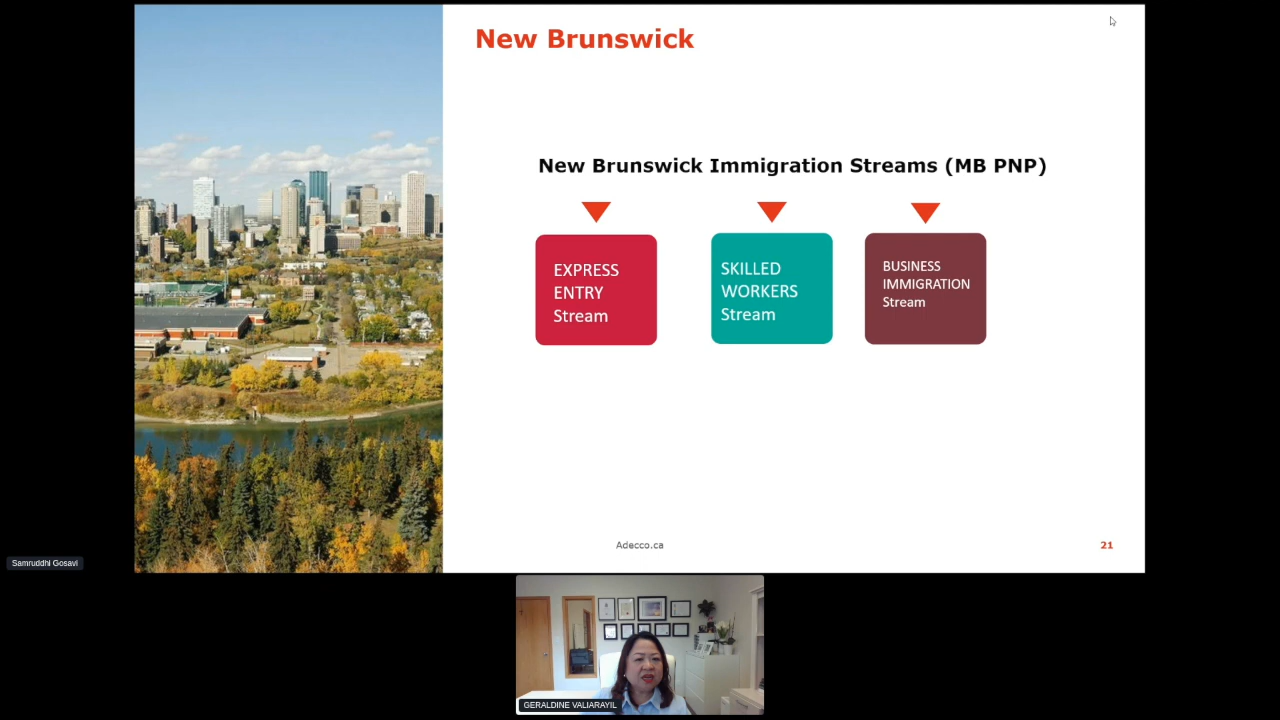 New Brunswick
New Brunswick Immigration Streams (MB PNP)
EXPRESS
ENTRY
Stream
SKILLED
WORKERS
Stream
BUSINESS
IMMIGRATION
Stream
Adecco.ca
21
Samruddhi Gosavi
GERALDINE VALIARAYIL